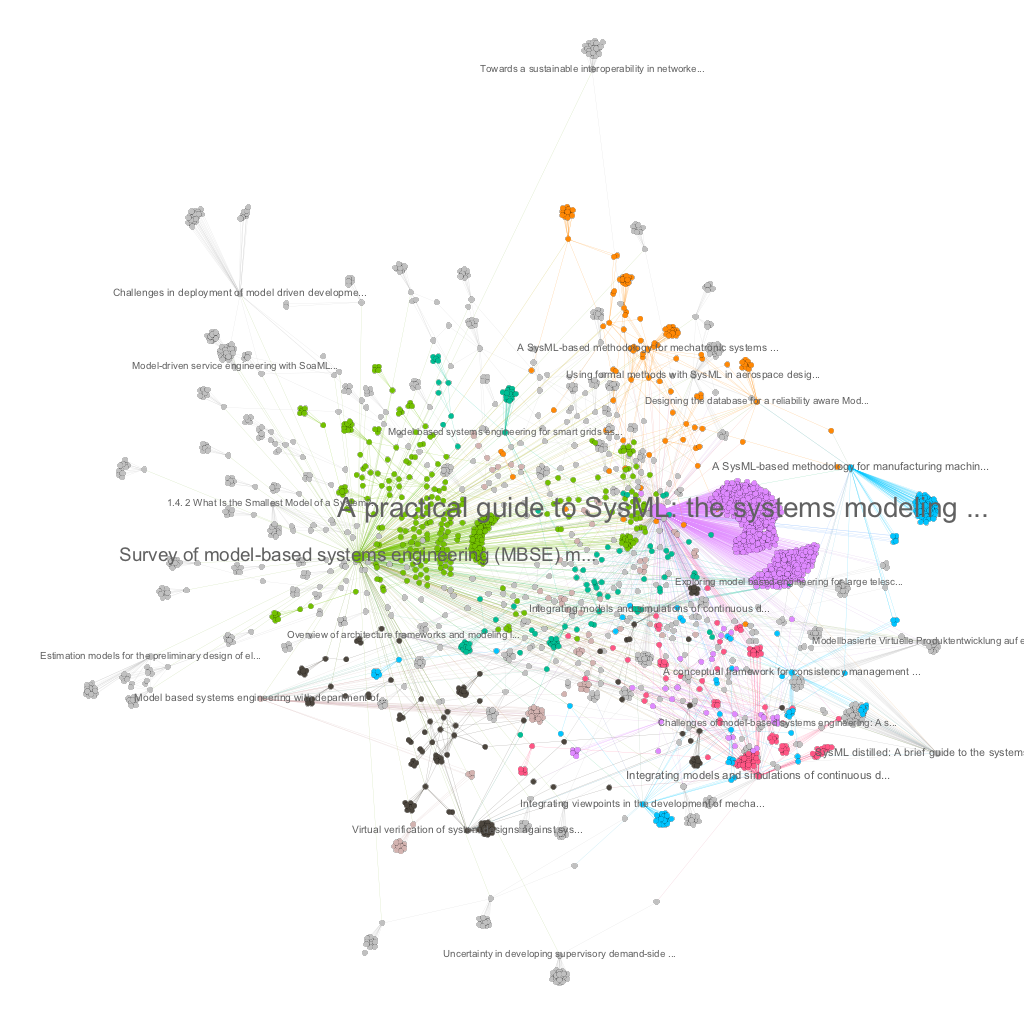 Towards a sustainable interoperability in networke...
Challenges in deployment of model driven developme...
A SysML-based methodology for mechatronic systems ...
Model-driven service engineering with SoaML...
Using formal methods with SysML in aerospace desig...
Designing the database for a reliability aware Mod...
Model-based systems engineering for smart grids as...
A SysML-based methodology for manufacturing machin...
1.4. 2 What Is the Smallest Model of a System...
A practical guide to SysML: the systems modeling ...
Survey of model-based systems engineering (MBSE) m...
Exploring model based engineering for large telesc...
Integrating models and simulations of continuous d...
Overview of architecture frameworks and modeling l...
Modellbasierte Virtuelle Produktentwicklung auf e
Estimation models for the preliminary design of el...
A conceptual framework for consistency management ...
Model based systems engineering with department of...
Challenges of model-based systems engineering: A s...
SysML distilled: A brief guide to the systems
Integrating models and simulations of continuous d...
Integrating viewpoints in the development of mecha...
Virtual verification of system designs against sys...
Uncertainty in developing supervisory demand-side ...